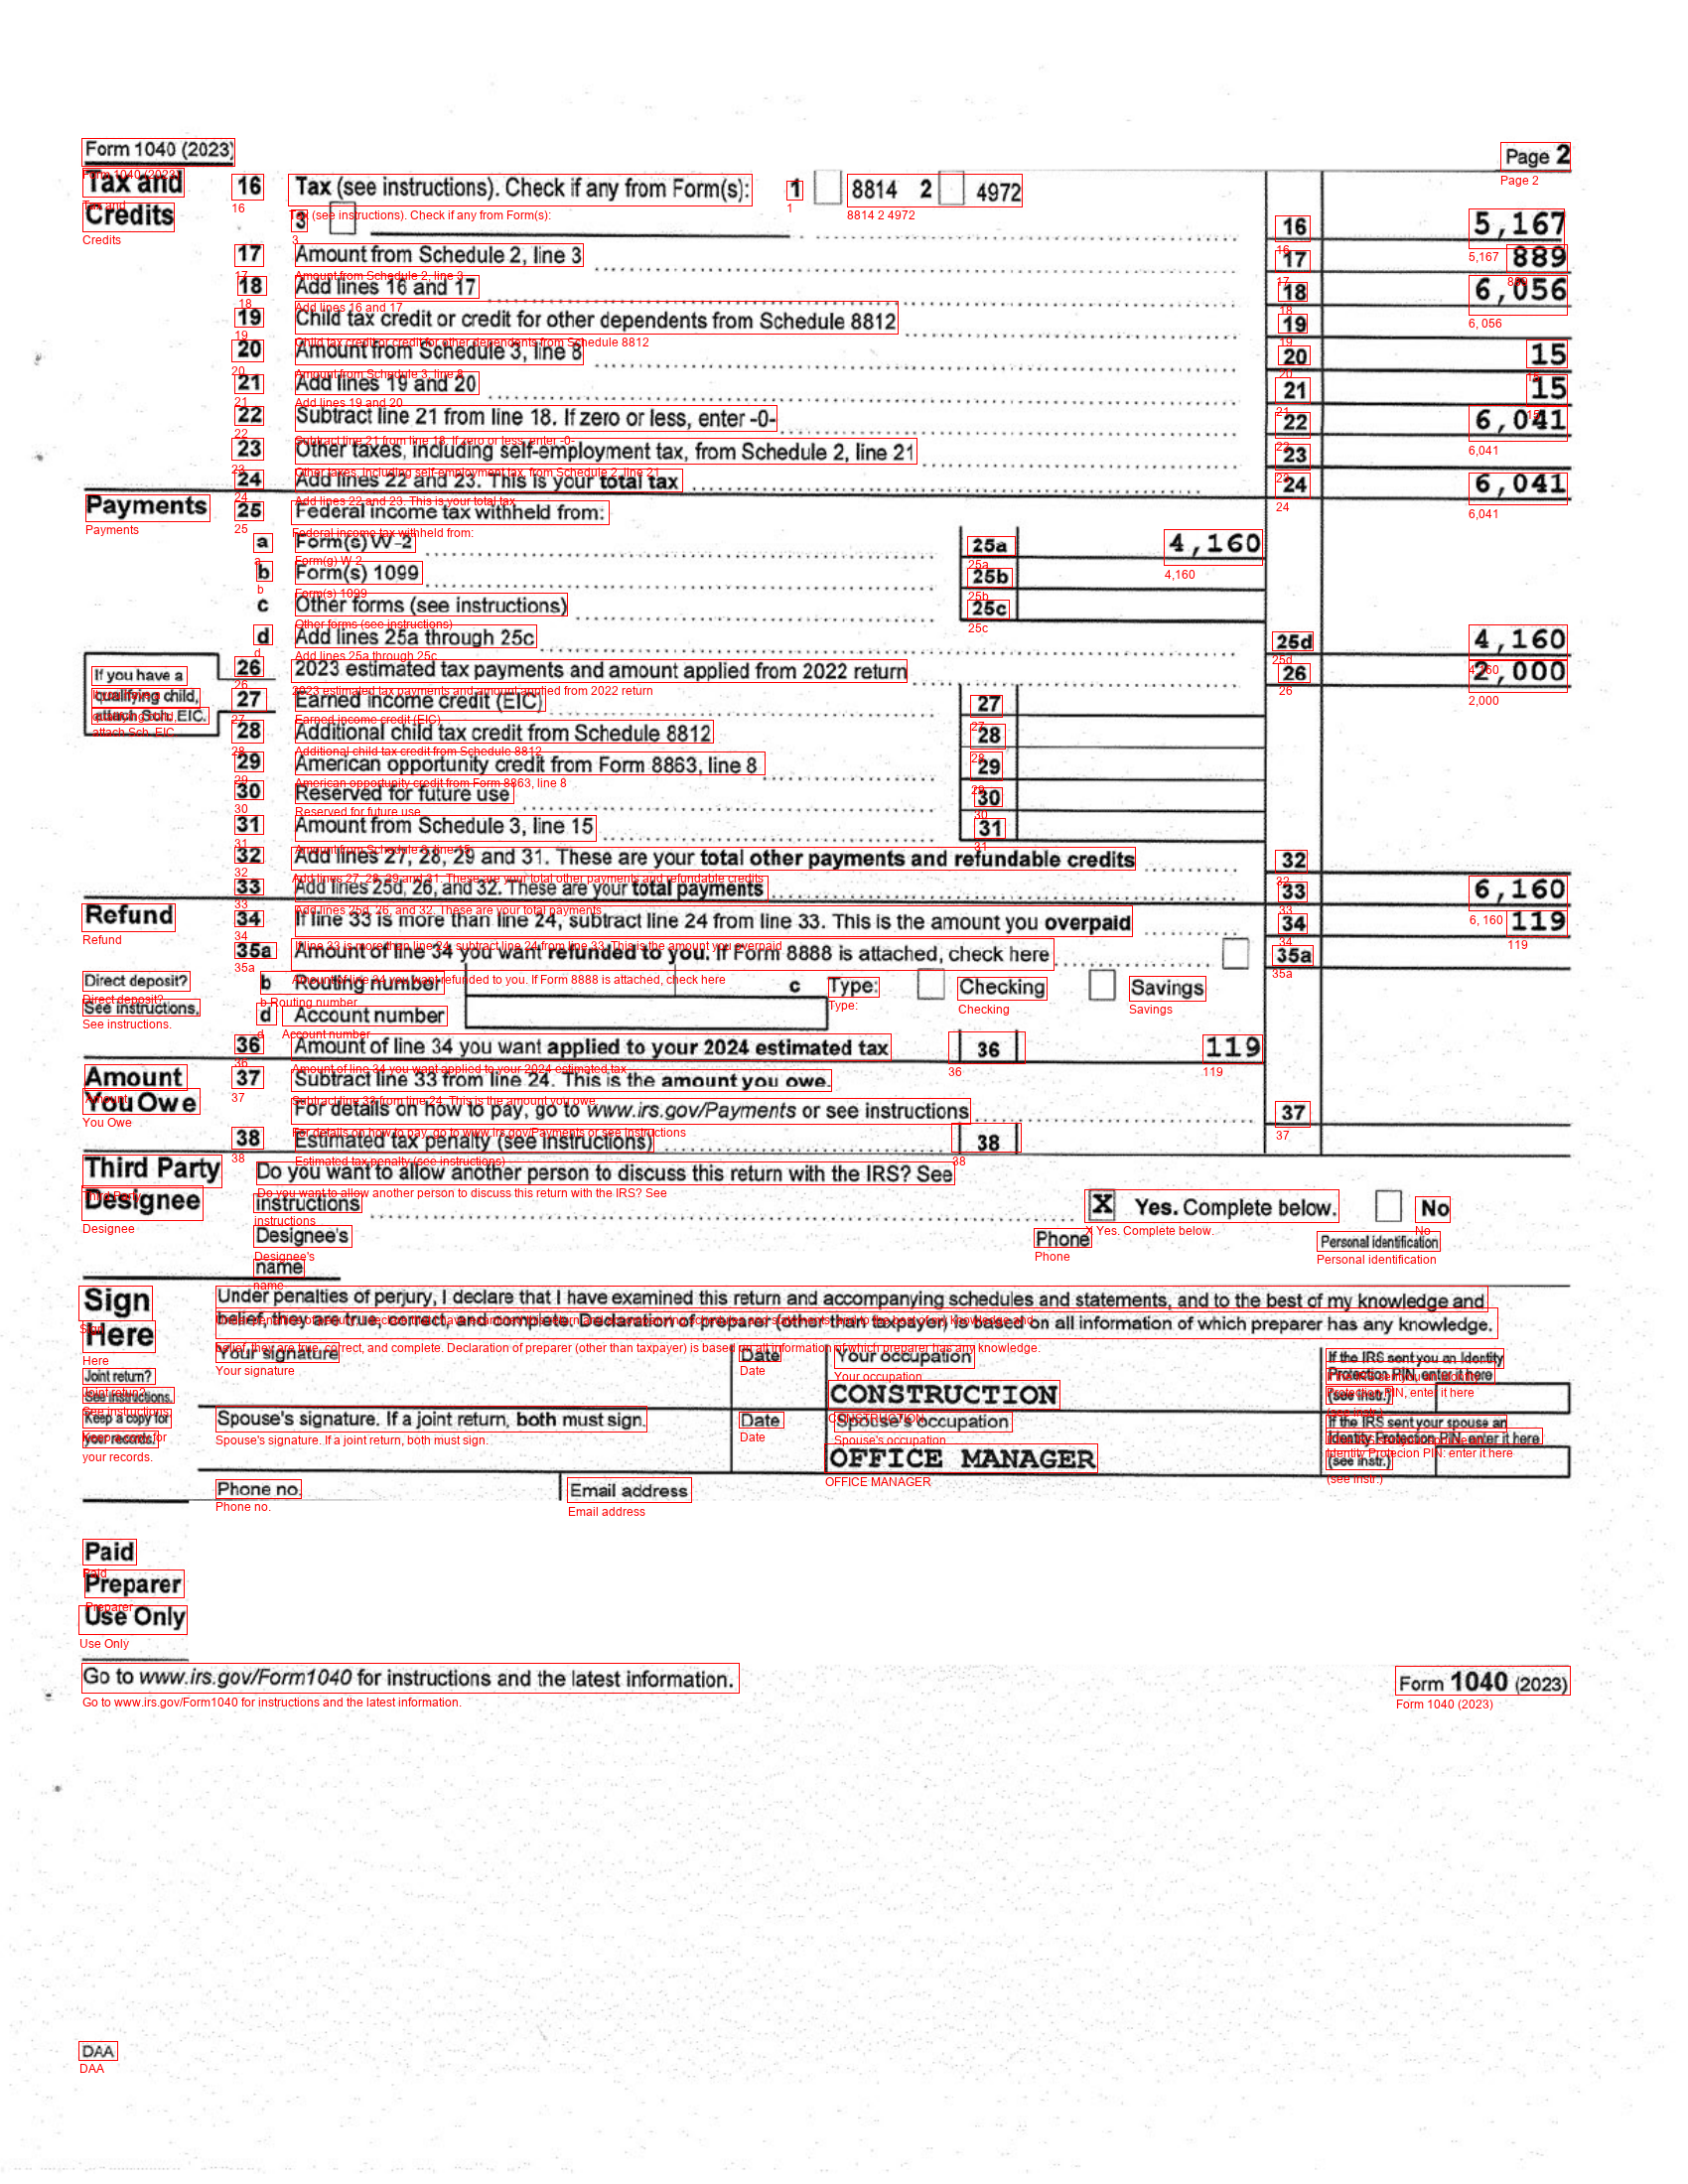 Form 1040 (2023) Page 2
Tax and Credits
16 Tax (see instructions). Check if any from Form(s): 1 8814 2 4972
3 16 5,167
17 Amount from Schedule 2, line 3 17 889
18 Add lines 16 and 17 18 6,056
19 Child tax credit or credit for other dependents from Schedule 8812 19
20 Amount from Schedule 3, line 8 20 15
21 Add lines 19 and 20 21 15
22 Subtract line 21 from line 18. If zero or less, enter -0- 22 6,041
23 Other taxes, including self-employment tax, from Schedule 2, line 21 23
24 Add lines 22 and 23. This is your total tax 24 6,041
Payments 25 Federal income tax withheld from:
a Form(s) W-2 25a 4,160
b Form(s) 1099 25b
c Other forms (see instructions) 25c
d Add lines 25a through 25c 25d 4,160
If you have a qualifying child, attach Sch. EIC.
26 2023 estimated tax payments and amount applied from 2022 return 26 2,000
27 Earned income credit (EIC) 27
28 Additional child tax credit from Schedule 8812 28
29 American opportunity credit from Form 8863, line 8 29
30 Reserved for future use 30
31 Amount from Schedule 3, line 15 31
32 Add lines 27, 28, 29 and 31. These are your total other payments and refundable credits 32
33 Add lines 25d, 26, and 32. These are your total payments 33 6,160
Refund 34 If line 33 is more than line 24, subtract line 24 from line 33. This is the amount you overpaid 34 119
35a Amount of line 34 you want refunded to you. If Form 8888 is attached, check here 35a
Direct deposit? b Routing number c Type: Checking Savings
See instructions. d Account number
36 Amount of line 34 you want applied to your 2024 estimated tax 36 119
Amount You Owe
37 Subtract line 33 from line 24. This is the amount you owe.
For details on how to pay, go to www.irs.gov/Payments or see instructions 37
38 Estimated tax penalty (see instructions) 38
Third Party Designee
Do you want to allow another person to discuss this return with the IRS? See
instructions X Yes. Complete below. No
Designee's name Phone Personal identification
Sign Here
Under penalties of perjury, I declare that I have examined this return and accompanying schedules and statements, and to the best of my knowledge and
belief, they are true, correct, and complete. Declaration of preparer (other than taxpayer) is based on all information of which preparer has any knowledge.
Joint return? See instructions. Keep a copy for your records.
Your signature Date Your occupation
CONSTRUCTION
If the IRS sent you an Identity Protection PIN, enter it here (see inst.)
Spouse's signature. If a joint return, both must sign. Date Spouse's occupation
OFFICE MANAGER
If the IRS sent your spouse an Identity Protection PIN, enter it here (see instr.)
Phone no. Email address
Paid
Preparer
Use Only
Go to www.irs.gov/Form1040 for instructions and the latest information. Form 1040 (2023)
DAA